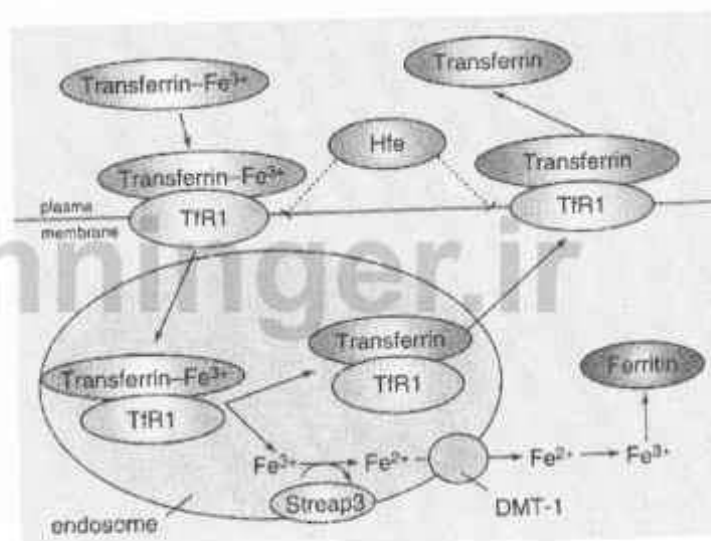 Transferrin
Transferrin–Fe³⁺
Hfe
Transferrin–Fe³⁺
Transferrin
plasma
membrane
TfR1
TfR1
nninger.ir
Transferrin
Transferrin–Fe³⁺
TfR1
TfR1
Ferritin
Fe³⁺
Fe²⁺
Fe²⁺
Fe³⁺
Streap3
DMT-1
endosome